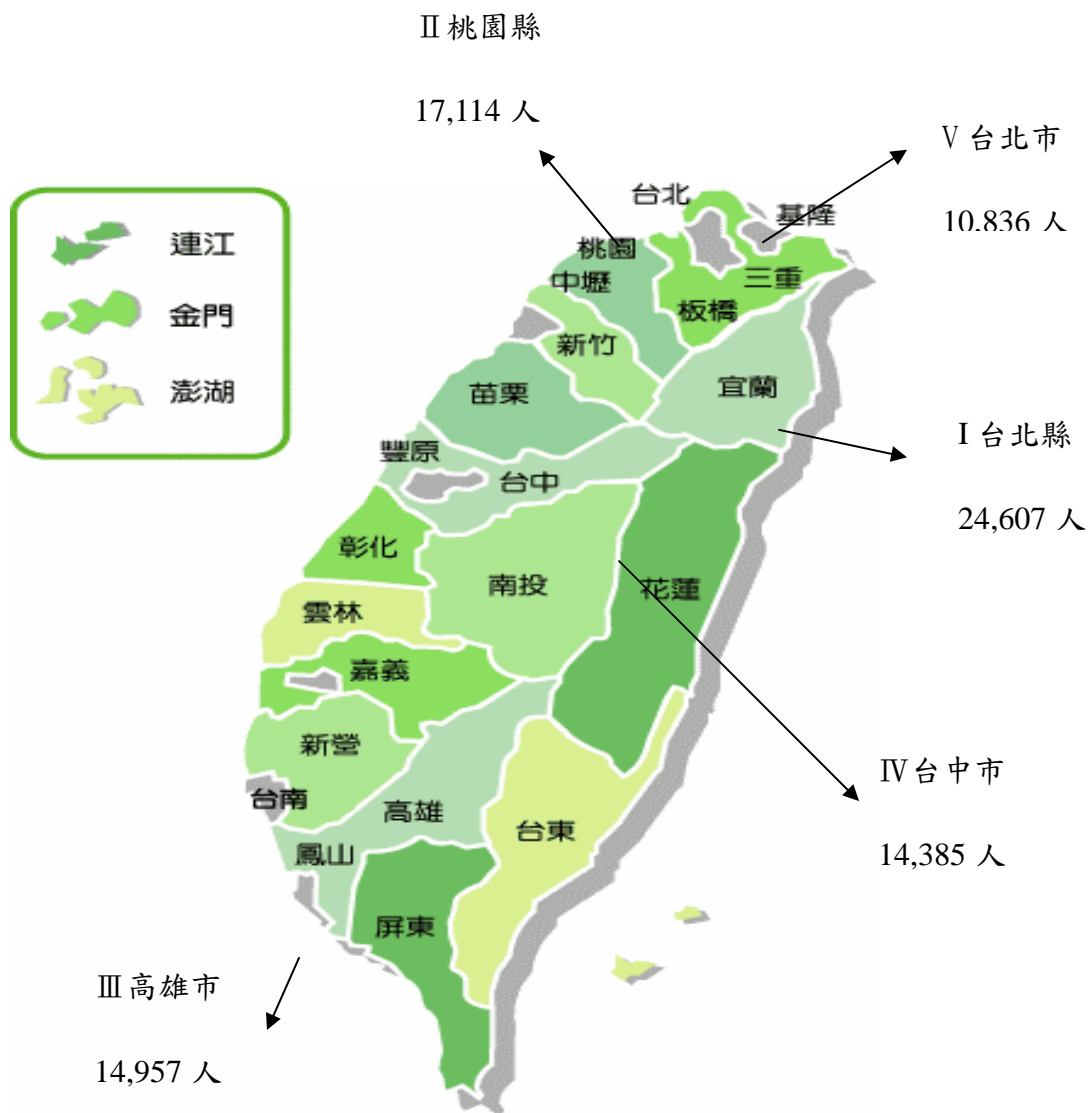 Ⅱ桃園縣
17,114 人
Ⅴ台北市
10,836 人
台北
基隆
連江
桃園
中壢
三重
板橋
金門
新竹
宜蘭
澎湖
苗栗
Ⅰ台北縣
豐原
台中
24,607 人
彰化
南投
花蓮
雲林
嘉義
新營
Ⅳ台中市
台南
高雄
台東
鳳山
14,385 人
屏東
Ⅲ高雄市
14,957 人